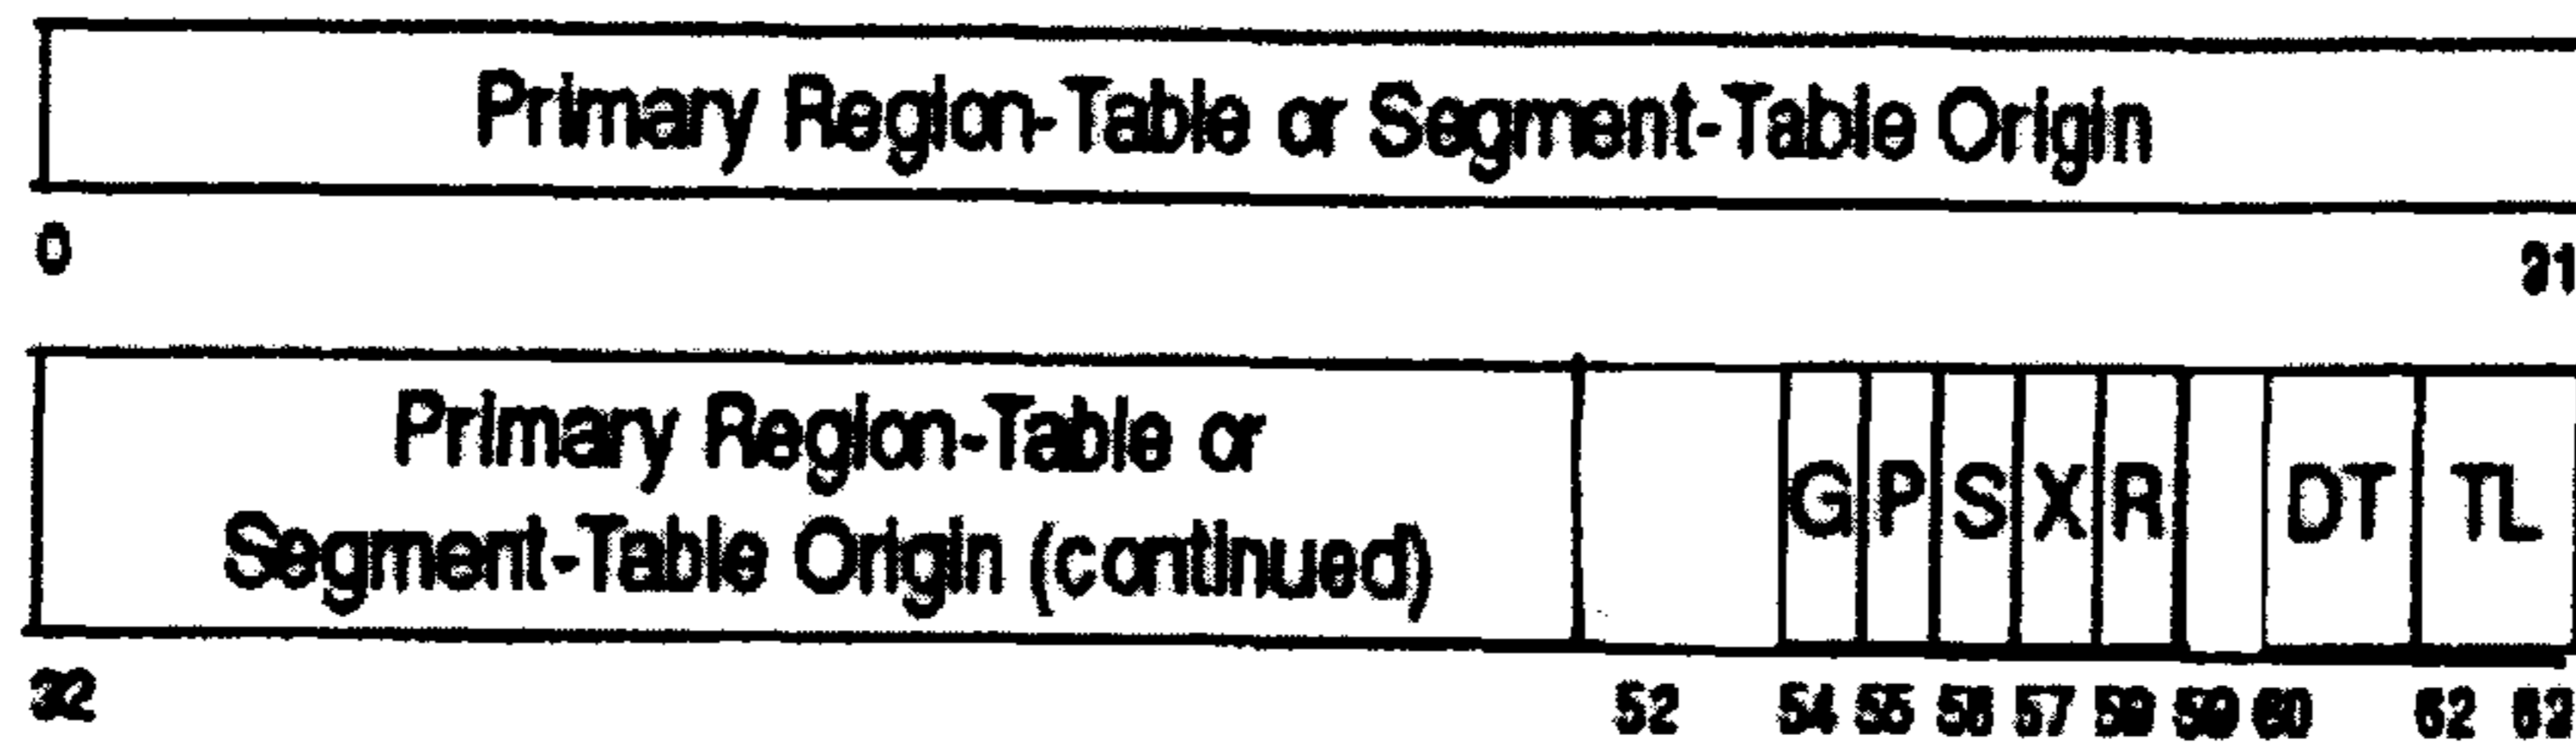 Primary Region-Table or Segment-Table Origin
0 31
Primary Region-Table or
Segment-Table Origin (continued)
G P S X R DT TL
32 52 54 55 56 57 58 59 60 62 63